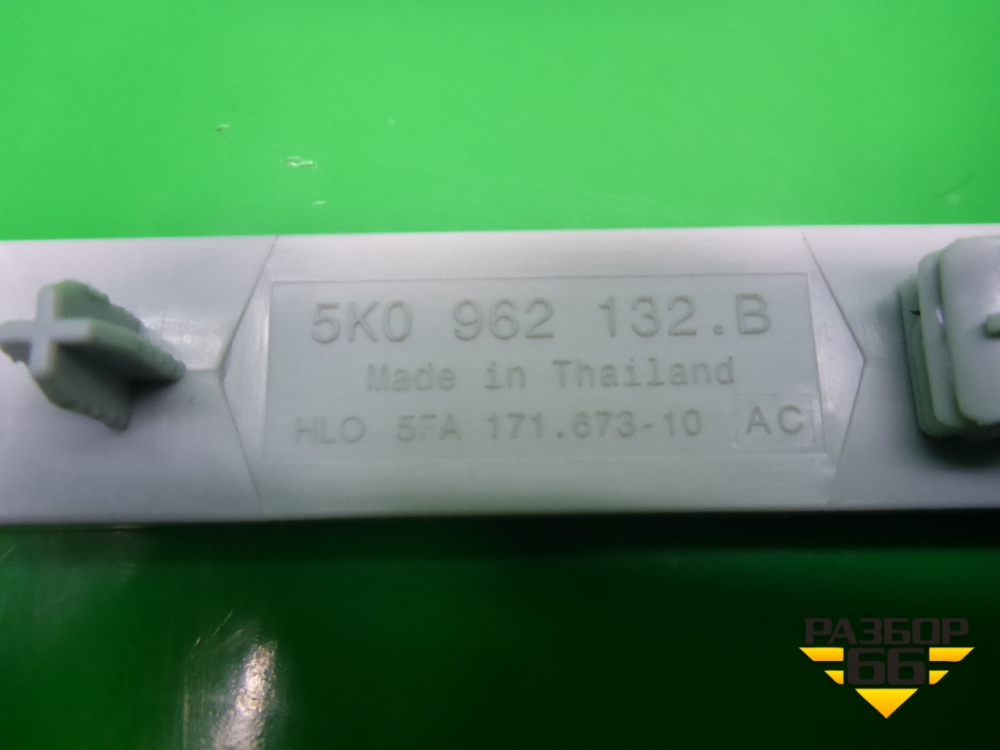 5K0 962 132.B
Made in Thailand
HLO 5FA 171.673-10 AC
РАЗБОР
66